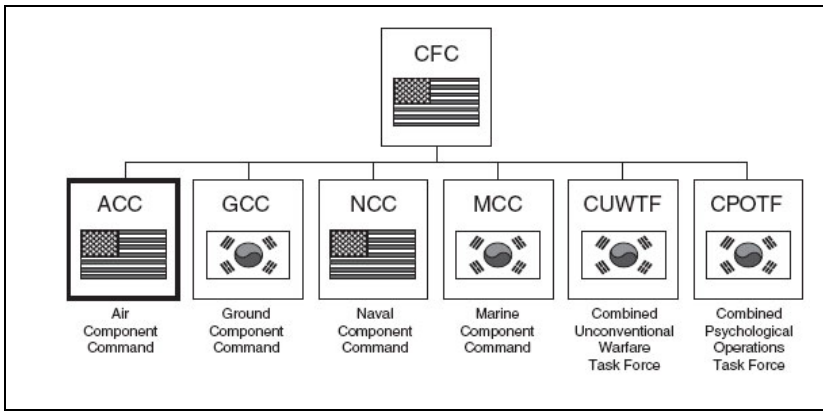 CFC
ACC
GCC
NCC
MCC
CUWTF
CPOTF
Air
Component
Command
Ground
Component
Command
Naval
Component
Command
Marine
Component
Command
Combined
Unconventional
Warfare
Task Force
Combined
Psychological
Operations
Task Force